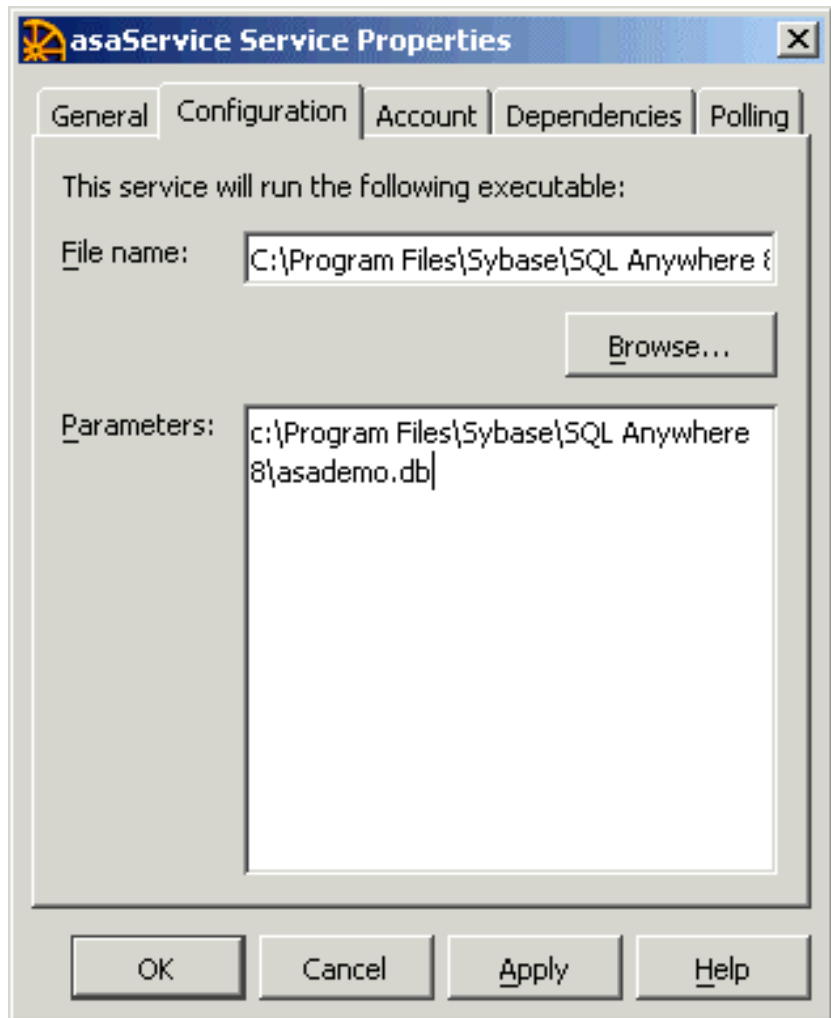 asaService Service Properties
General Configuration Account Dependencies Polling
This service will run the following executable:
File name: C:\Program Files\Sybase\SQL Anywhere
Browse...
Parameters: c:\Program Files\Sybase\SQL Anywhere
8\asademo.db
OK Cancel Apply Help